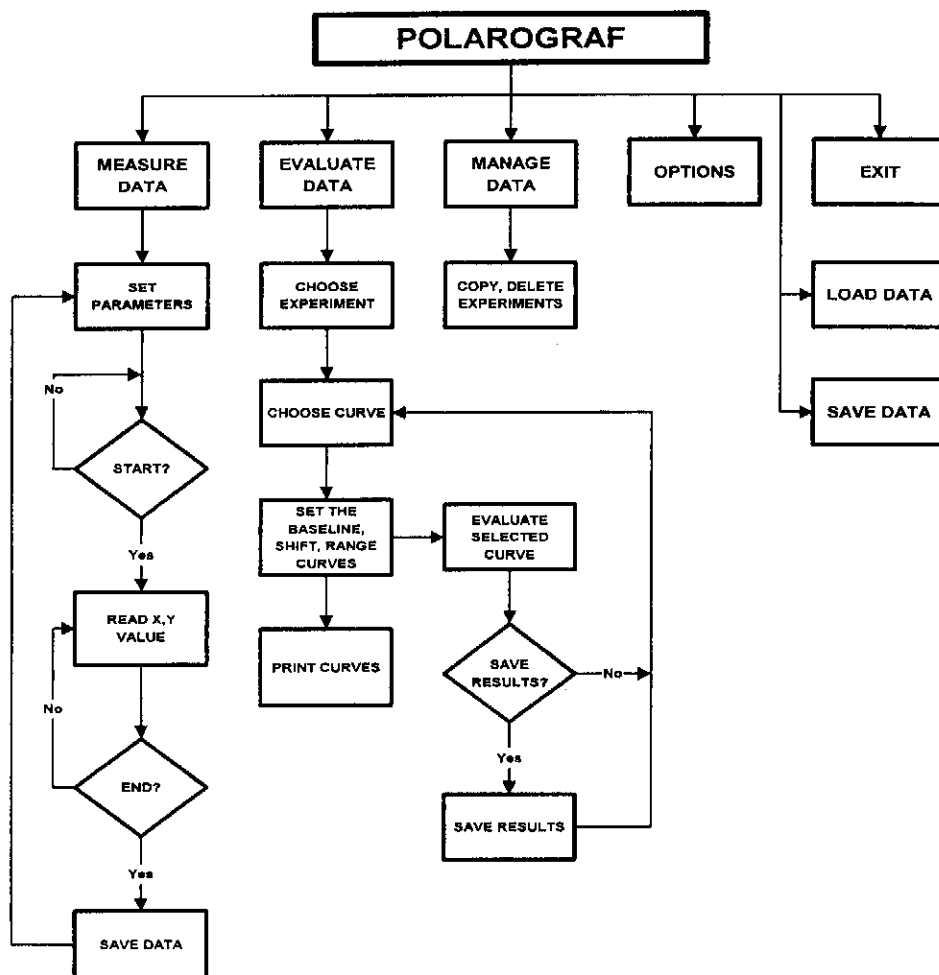 POLAROGRAF
MEASURE
DATA
EVALUATE
DATA
MANAGE
DATA
OPTIONS
EXIT
SET
PARAMETERS
CHOOSE
EXPERIMENT
COPY, DELETE
EXPERIMENTS
LOAD DATA
No
CHOOSE CURVE
SAVE DATA
START?
SET THE
BASELINE,
SHIFT, RANGE
CURVES
EVALUATE
SELECTED
CURVE
Yes
READ X,Y
VALUE
PRINT CURVES
SAVE
RESULTS?
No
No
Yes
END?
SAVE RESULTS
Yes
SAVE DATA